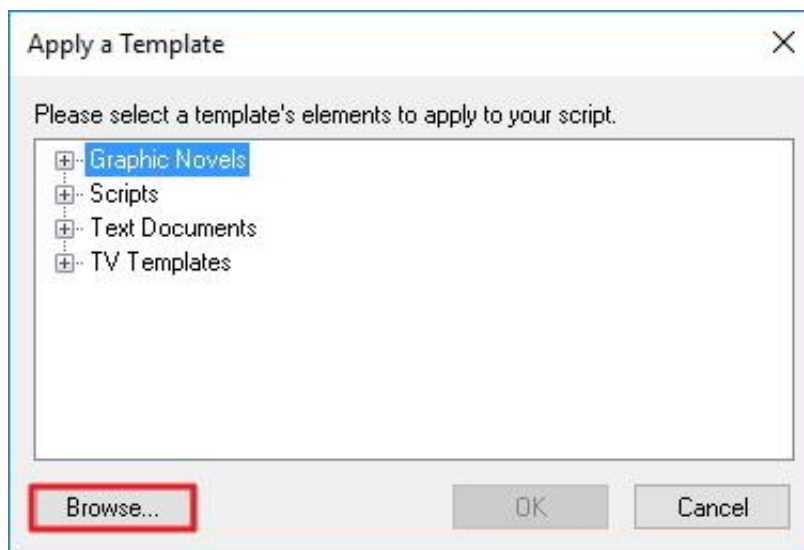 Apply a Template
Please select a template's elements to apply to your script.
Graphic Novels
Scripts
Text Documents
TV Templates
Browse... OK Cancel